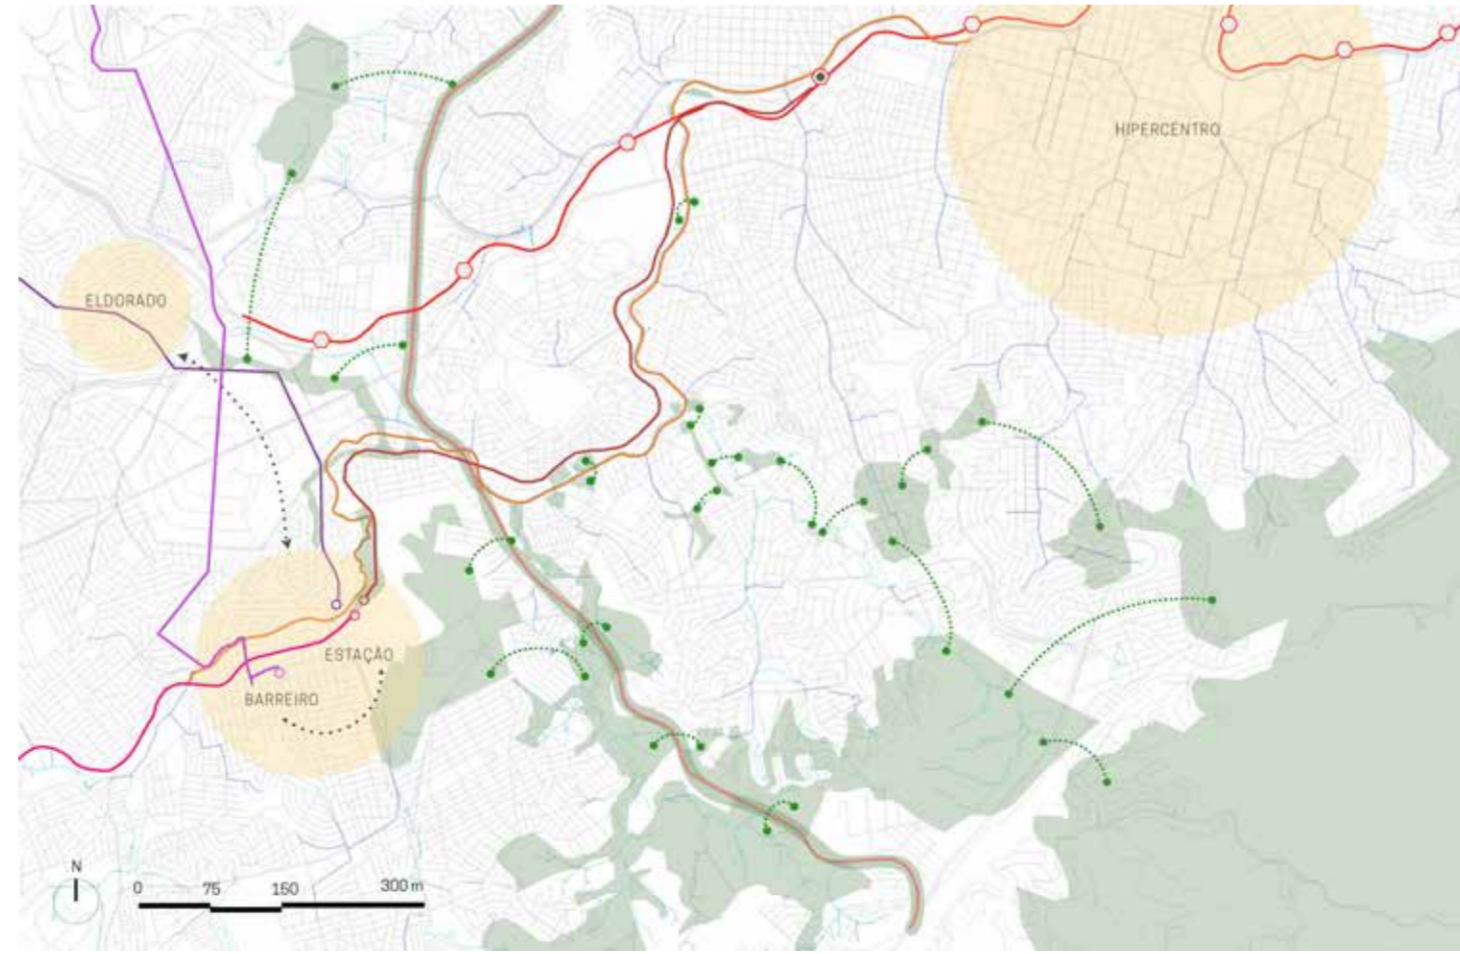 HIPERCENTRO
ELDORADO
ESTAÇÃO
BARREIRO
N
0 75 150 300 m